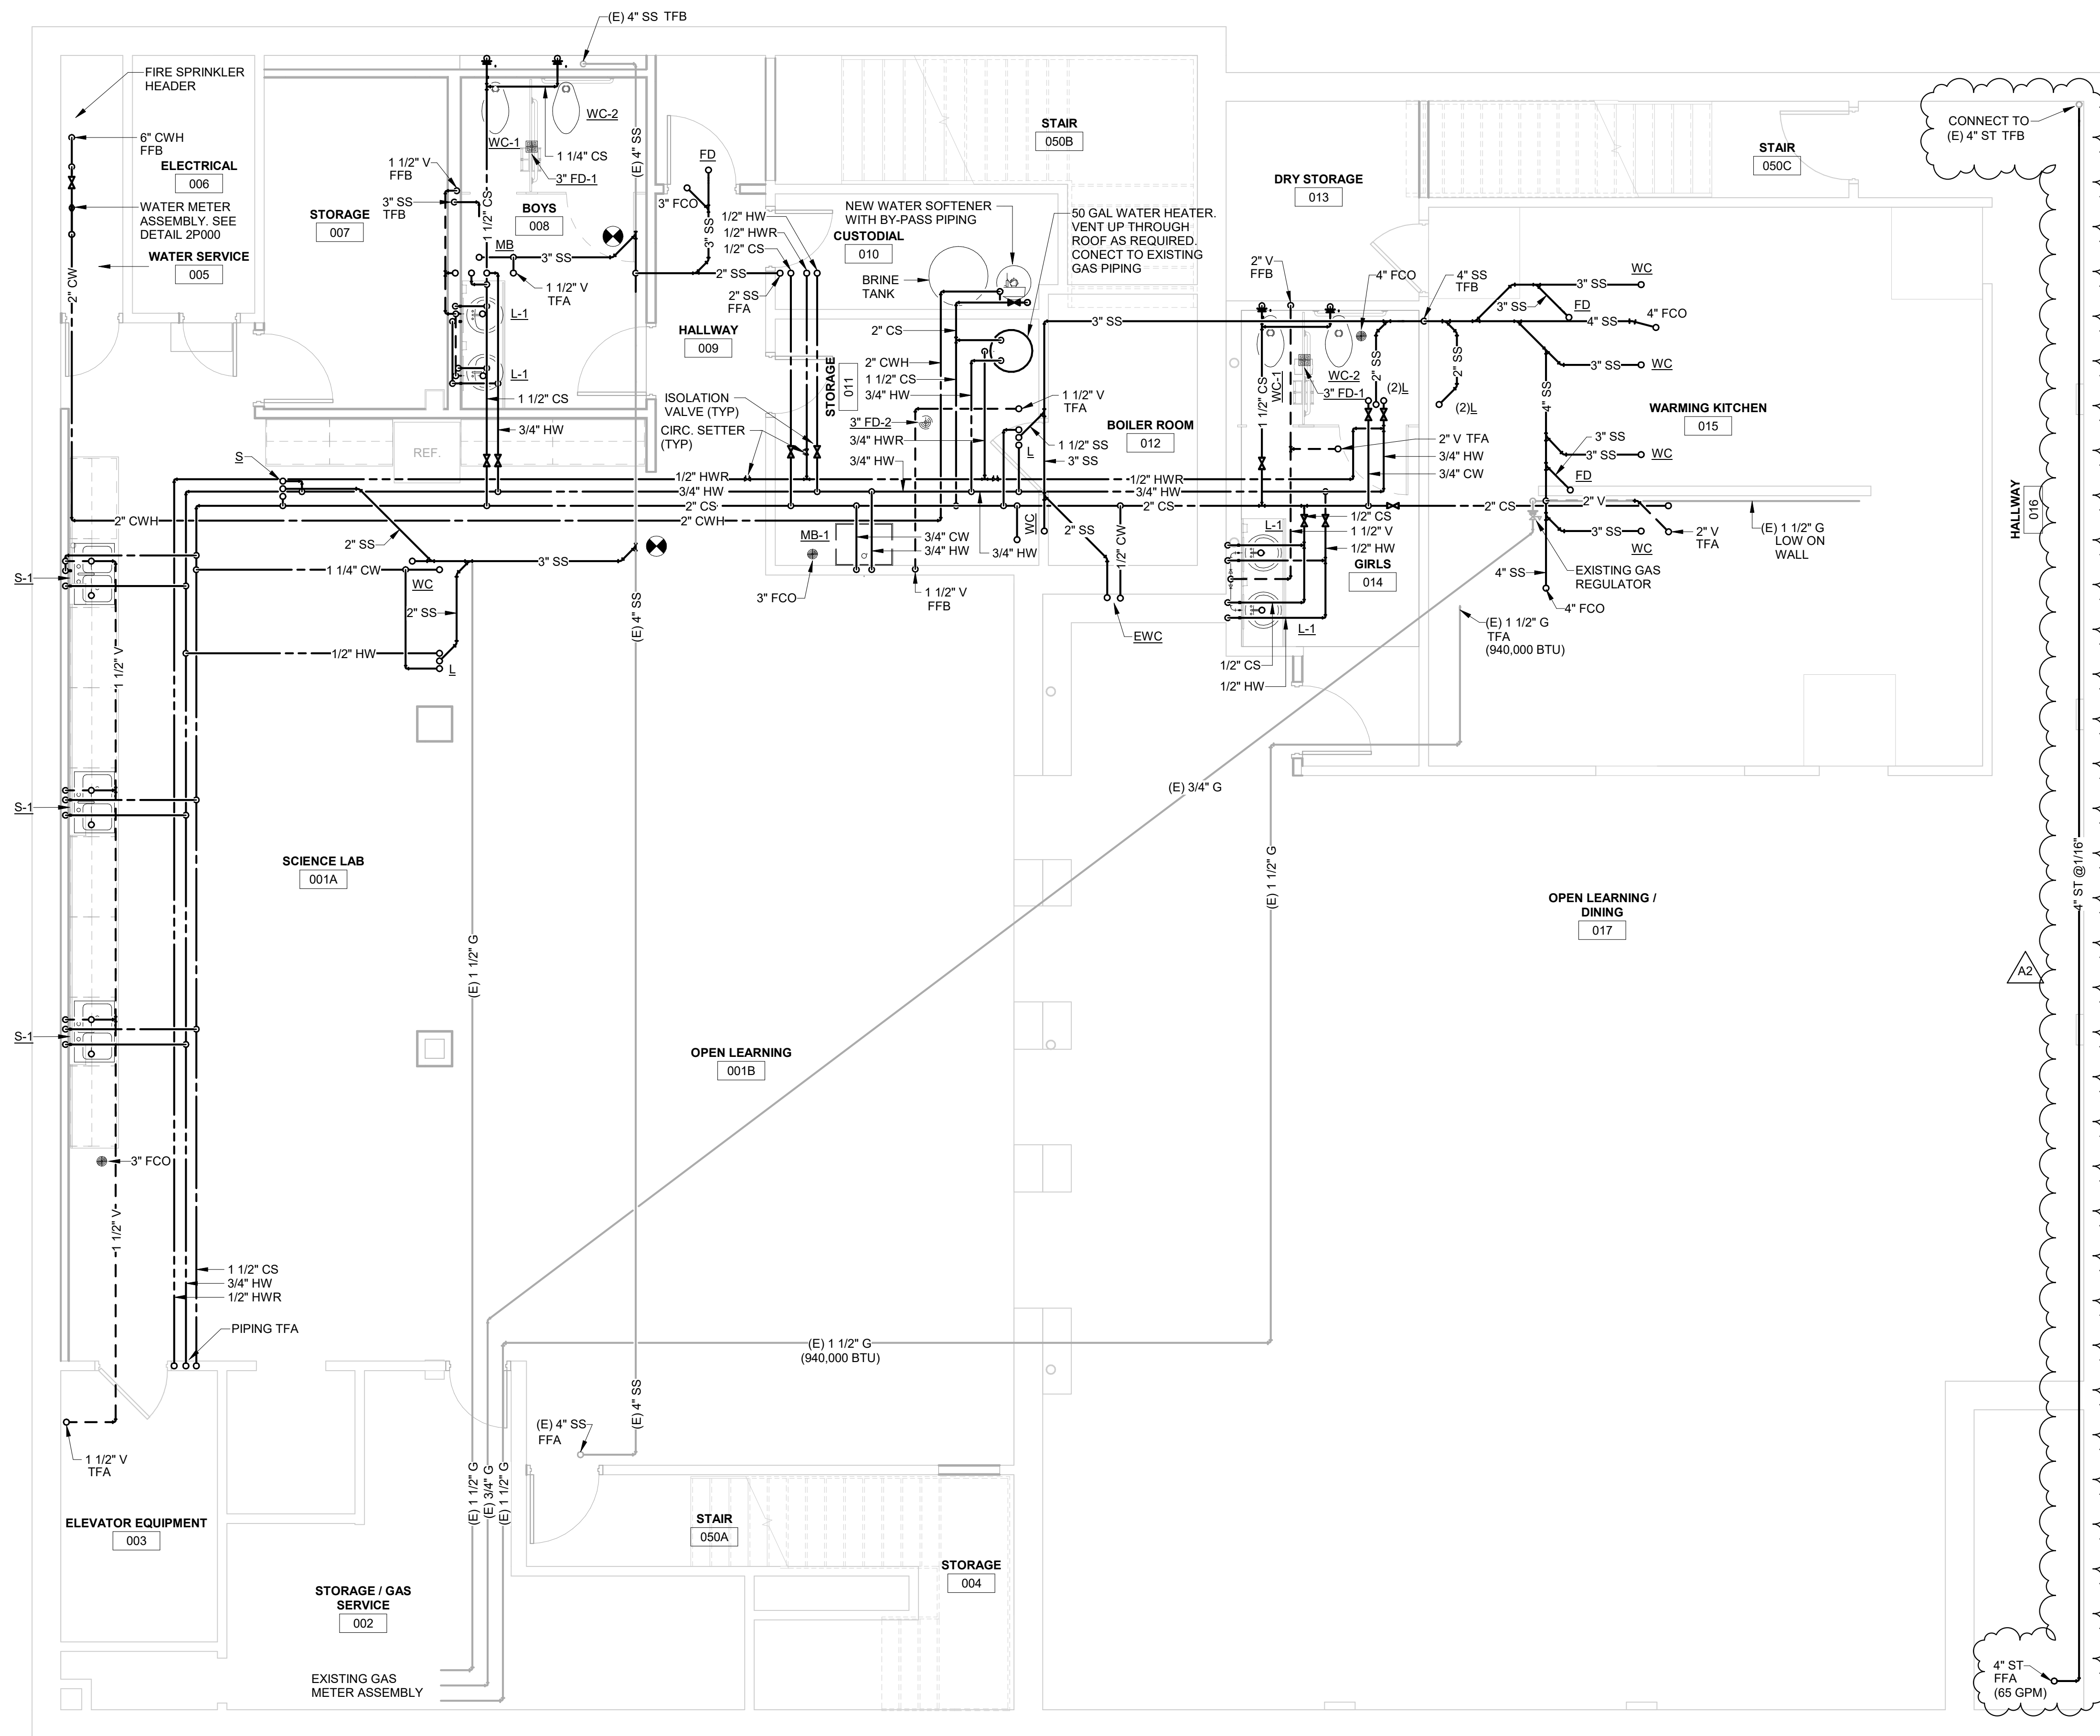 (E) 4" SS TFB
FIRE SPRINKLER
HEADER
6" CWH
FFB
ELECTRICAL
006
WATER METER
ASSEMBLY. SEE
DETAIL 2P000
WATER SERVICE
005
2" CW
STORAGE
007
1 1/2" V
FFB
3" SS
TFB
1 1/2" CS
WC-1
WC-2
1 1/4" CS
3" FD-1
BOYS
008
MB
3" SS
1 1/2" V
TFA
L-1
L-1
1 1/2" CS
3/4" HW
(E) 4" SS
FD
3" FCO
3" SS
2" SS
1/2" HW
1/2" HWR
1/2" CS
2" SS
FFA
HALLWAY
009
ISOLATION
VALVE (TYP)
CIRC. SETTER
(TYP)
STORAGE
011
STAIR
050B
NEW WATER SOFTENER
WITH BY-PASS PIPING
CUSTODIAL
010
BRINE
TANK
50 GAL WATER HEATER.
VENT UP THROUGH
ROOF AS REQUIRED.
CONECT TO EXISTING
GAS PIPING
2" CS
2" CWH
1 1/2" CS
3/4" HW
3" FD-2
3/4" HWR
3/4" HW
1 1/2" V
TFA
L
1 1/2" SS
3" SS
BOILER ROOM
012
3" SS
DRY STORAGE
013
2" V
FFB
4" FCO
4" SS
TFB
STAIR
050C
CONNECT TO
(E) 4" ST TFB
3" SS
WC
3" SS
FD
4" SS
4" FCO
3" SS
WC
2" SS
2" SS
(2)L
(2)L
WC-1
WC-2
3" FD-1
1 1/2" CS
4" SS
WARMING KITCHEN
015
2" V TFA
3/4" HW
3/4" CW
3" SS
3" SS
WC
FD
HALLWAY
016
REF.
S
1/2" HWR
3/4" HW
2" CS
2" CWH
2" CWH
1/2" HWR
3/4" HW
2" CS
2" CS
2" V
2" V
TFA
3" SS
WC
(E) 1 1/2" G
LOW ON
WALL
EXISTING GAS
REGULATOR
4" SS
4" FCO
2" SS
3" SS
MB-1
3/4" CW
3/4" HW
3/4" HW
WC
2" SS
1/2" CW
3" FCO
1 1/2" V
FFB
EWC
L-1
1/2" CS
1 1/2" V
1/2" HW
GIRLS
014
L-1
1/2" CS
1/2" HW
(E) 1 1/2" G
TFA
(940,000 BTU)
S-1
1 1/4" CW
WC
2" SS
1/2" HW
L
(E) 4" SS
1 1/2" V
(E) 3/4" G
S-1
SCIENCE LAB
001A
(E) 1 1/2" G
(E) 1 1/2" G
4" ST @1/16"
OPEN LEARNING /
DINING
017
A2
S-1
OPEN LEARNING
001B
3" FCO
1 1/2" V
1 1/2" CS
3/4" HW
1/2" HWR
PIPING TFA
(E) 1 1/2" G
(940,000 BTU)
(E) 4" SS
(E) 4" SS
FFA
1 1/2" V
TFA
(E) 1 1/2" G
(E) 3/4" G
(E) 1 1/2" G
ELEVATOR EQUIPMENT
003
STAIR
050A
STORAGE
004
STORAGE / GAS
SERVICE
002
EXISTING GAS
METER ASSEMBLY
4" ST
FFA
(65 GPM)